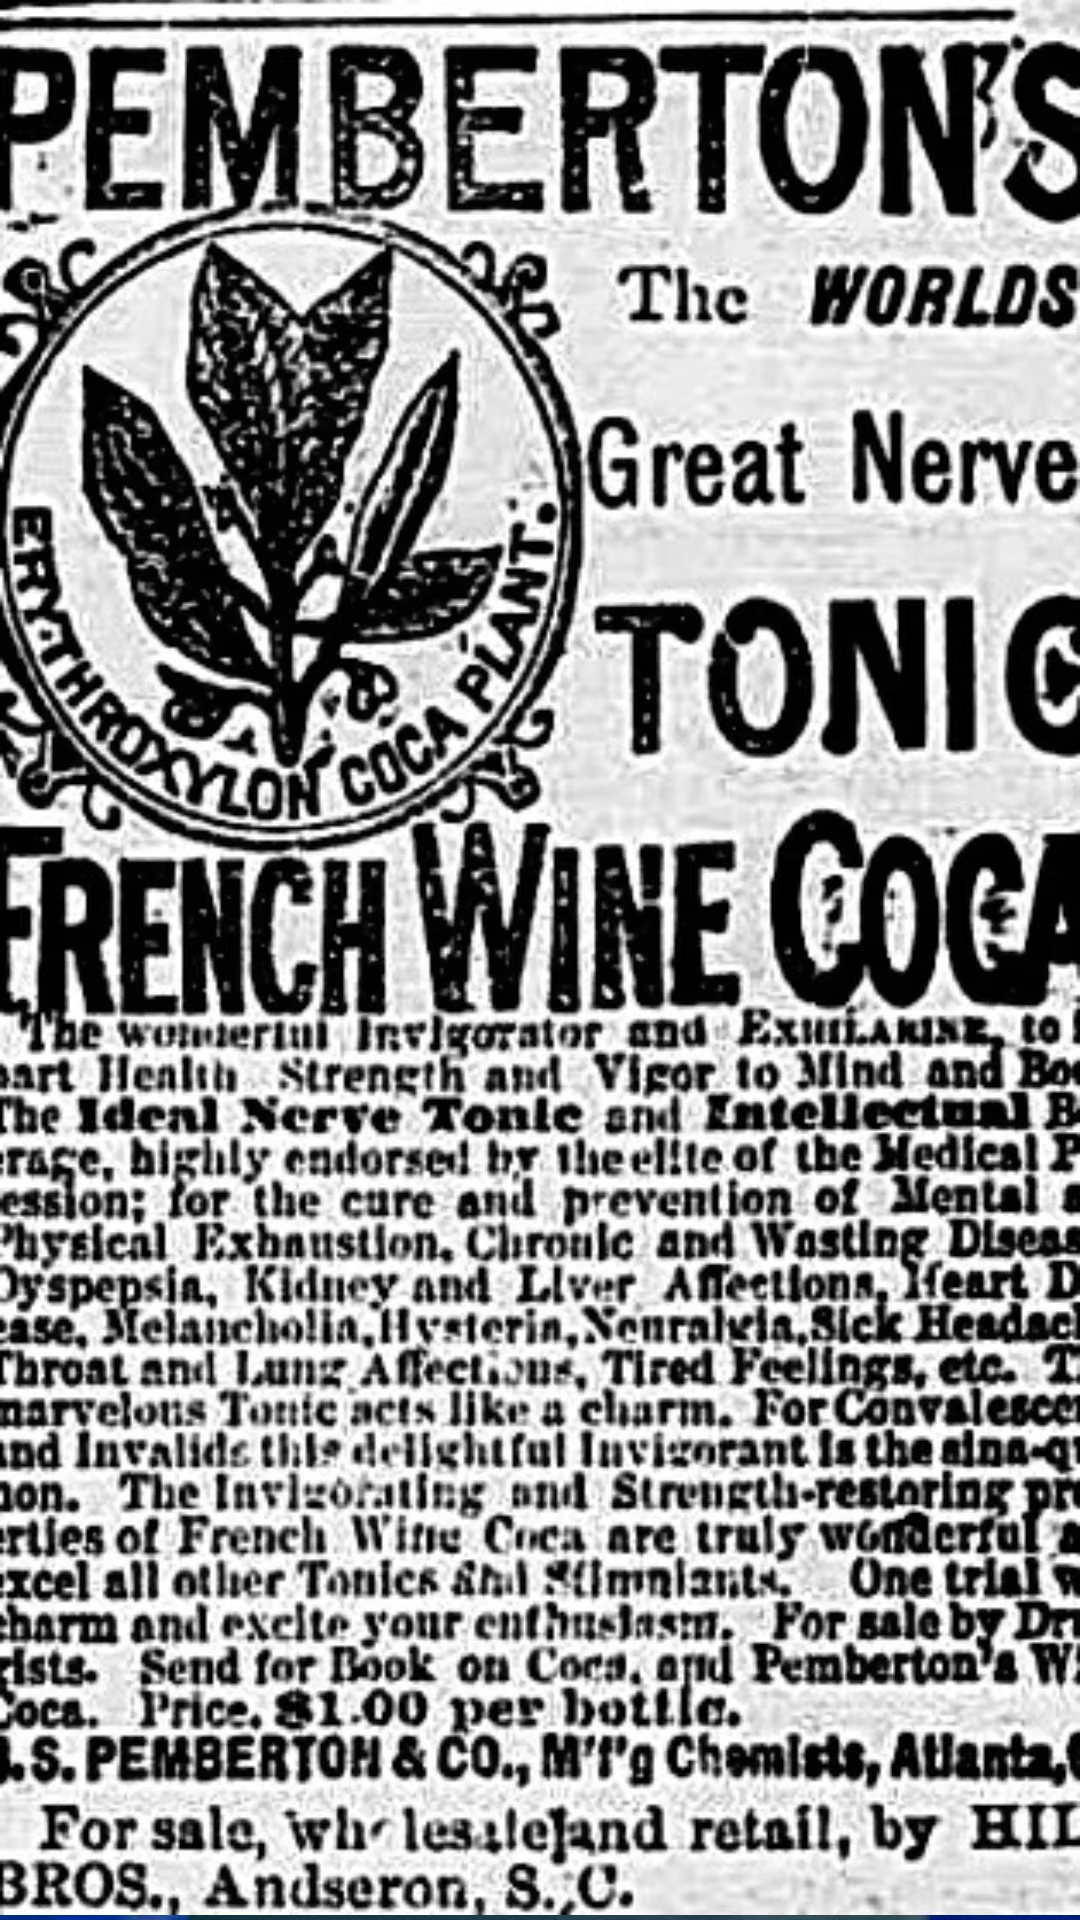 PEMBERTON'S
The WORLDS
Great Nerve
TONIC
ERY-THROXYLON COCA PLANT.
FRENCH WINE COCA
The wonderful Invigorator and to
part Health Strength and Vigor to Mind and Bo
The Ideal Nerve Tonic and Intellectual B
erage, highly endorsed by the elite of the Medical P
ession; for the cure and prevention of Mental a
Physical Exhaustion, Chronic and Wasting Diseas
Dyspepsia, Kidney and Liver Affections, Heart D
ease, Melancholia, Hysteria, Neuralgia, Sick Headac
Throat and Lung Affections, Tired Feelings, etc. T
marvelous Tonic acts like a charm. For Convalescen
and Invalids this delightful Invigorant is the sina-qu
non. The Invigorating and Strength-restoring pro
erties of French Wine Coca are truly wonderful a
excel all other Tonics and Stimulants. One trial w
charm and excite your enthusiasm. For sale by Dru
gists. Send for Book on Coca, and Pemberton's Wi
Coca. Price, $1.00 per bottle.
J.S. PEMBERTON & CO., M'f'g Chemists, Atlanta,
For sale, wholesale and retail, by HIL
BROS., Andseron, S. C.